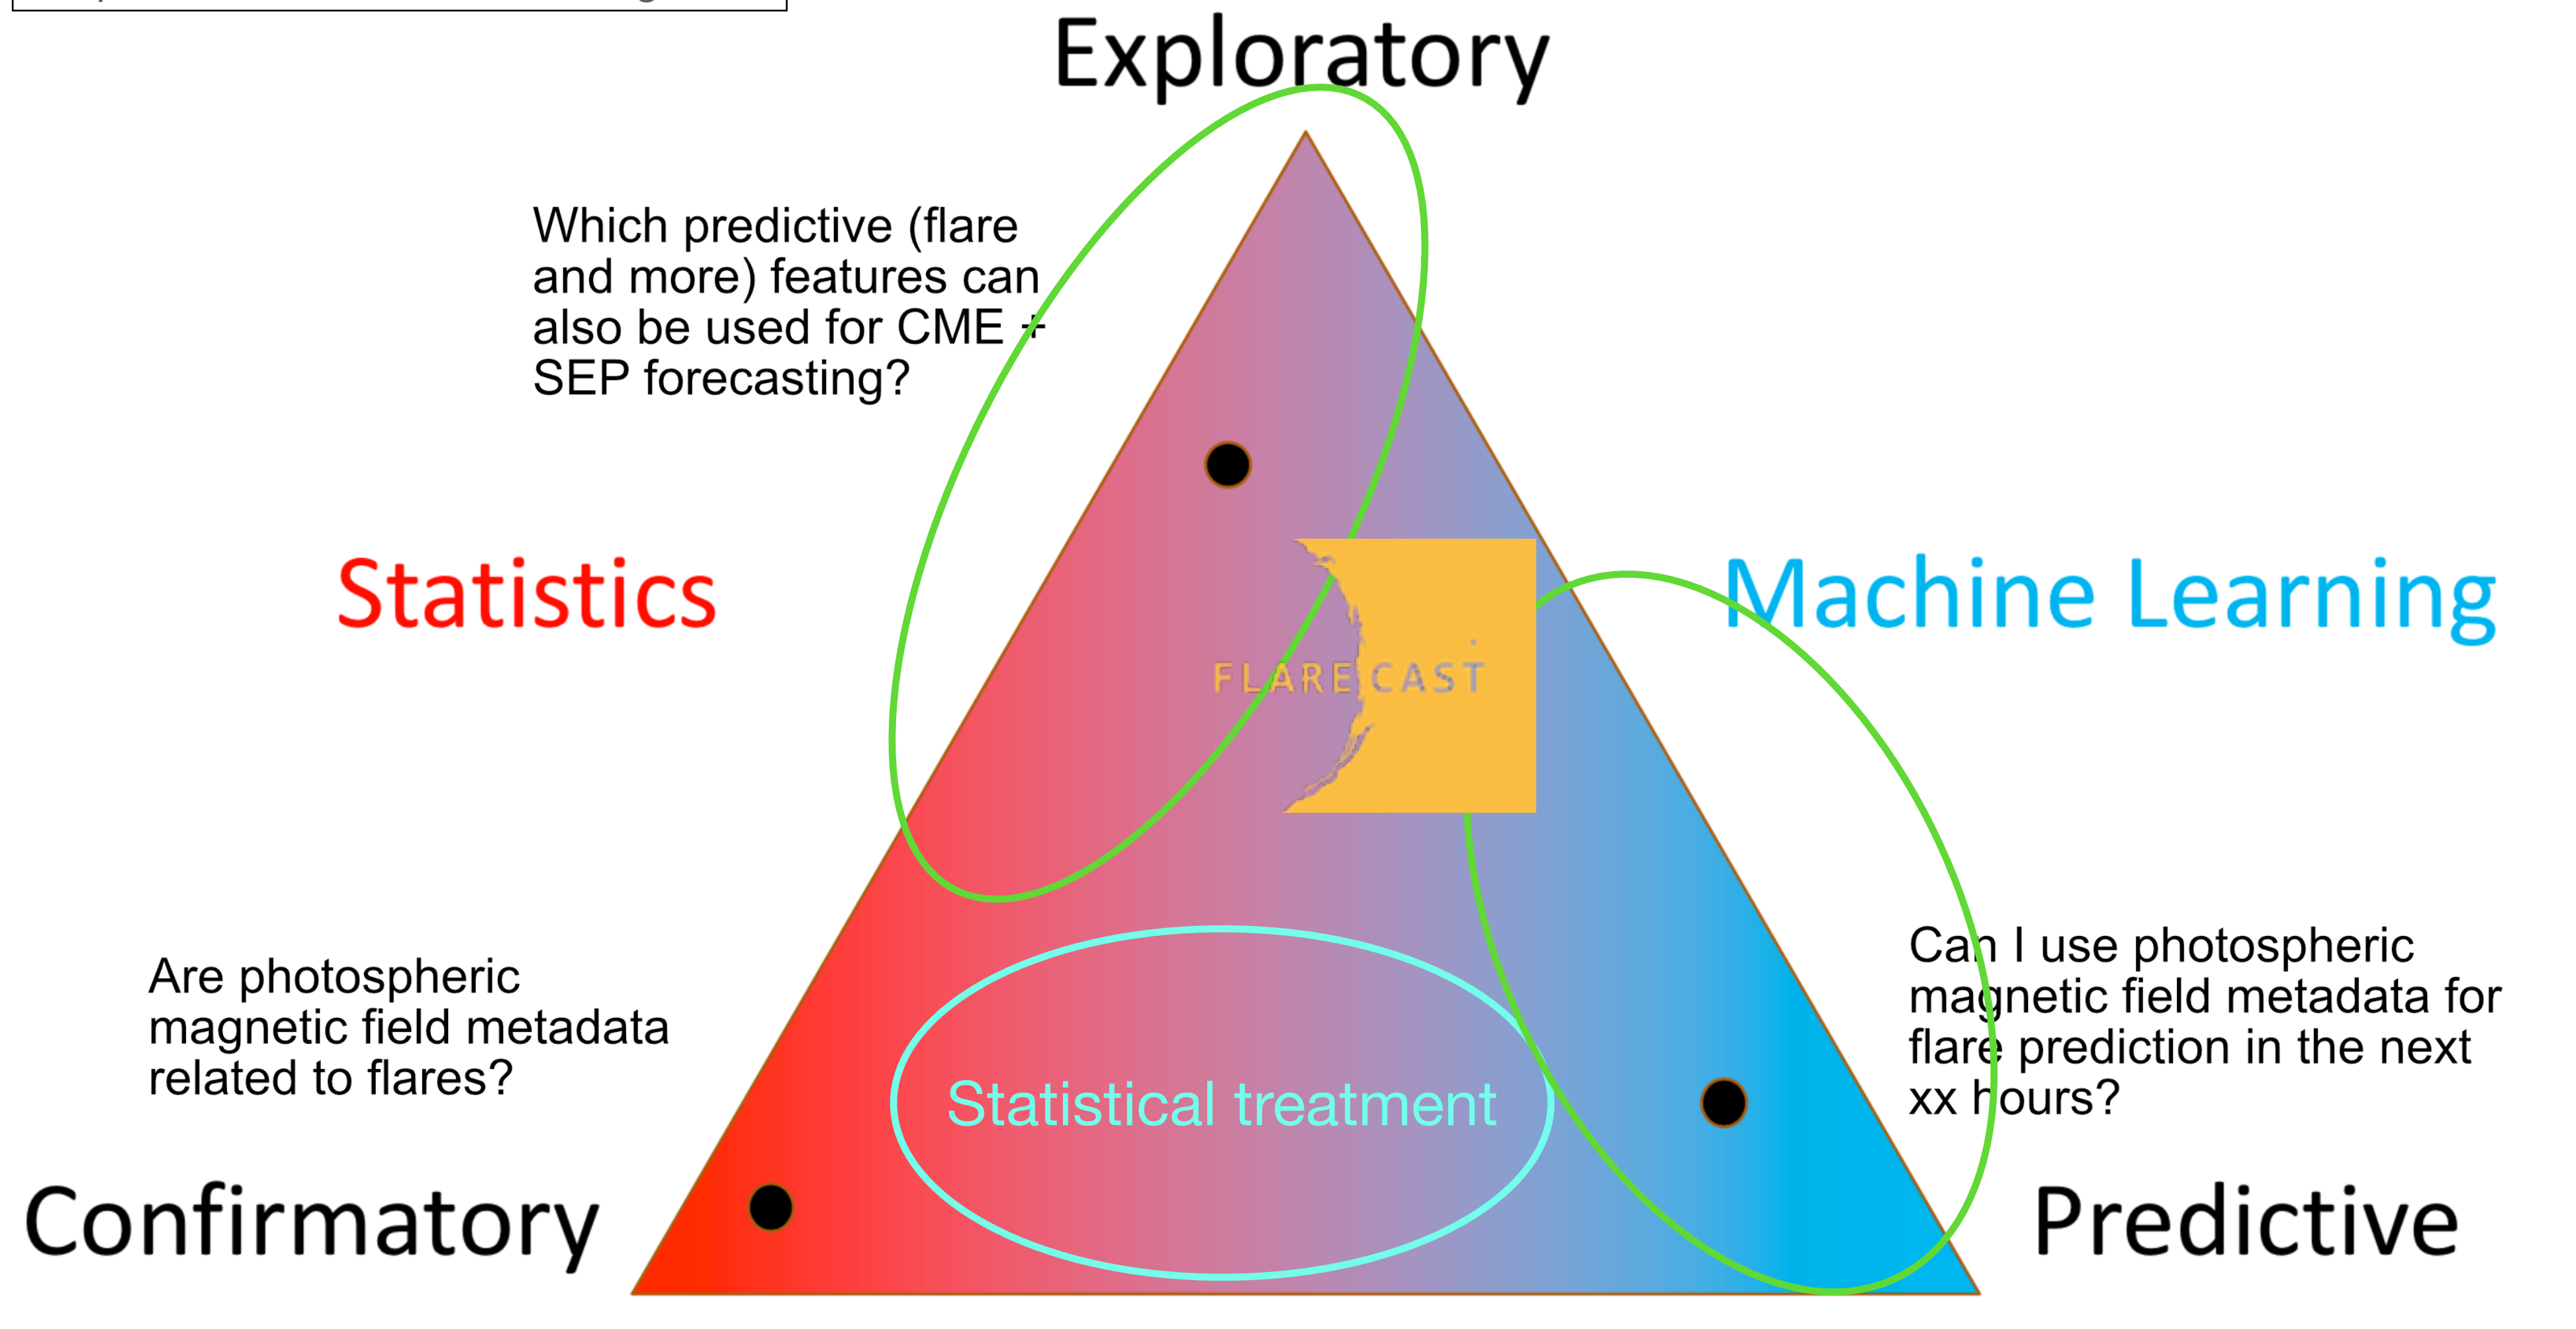 Exploratory
Which predictive (flare
and more) features can
also be used for CME +
SEP forecasting?
Statistics
Machine Learning
FLARECAST
Are photospheric
magnetic field metadata
related to flares?
Can I use photospheric
magnetic field metadata for
flare prediction in the next
xx hours?
Statistical treatment
Confirmatory
Predictive